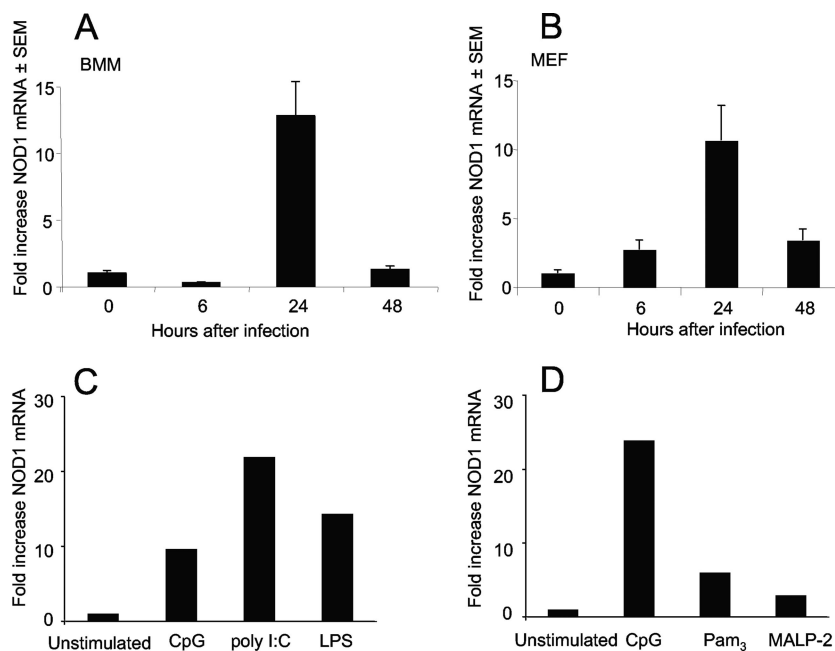 A
BMM
Fold increase NOD1 mRNA ± SEM
15
10
5
0
0 6 24 48
Hours after infection
B
MEF
Fold increase NOD1 mRNA ± SEM
15
10
5
0
0 6 24 48
Hours after infection
C
Fold increase NOD1 mRNA
30
20
10
0
Unstimulated CpG poly I:C LPS
D
Fold increase NOD1 mRNA
30
20
10
0
Unstimulated CpG Pam3 MALP-2